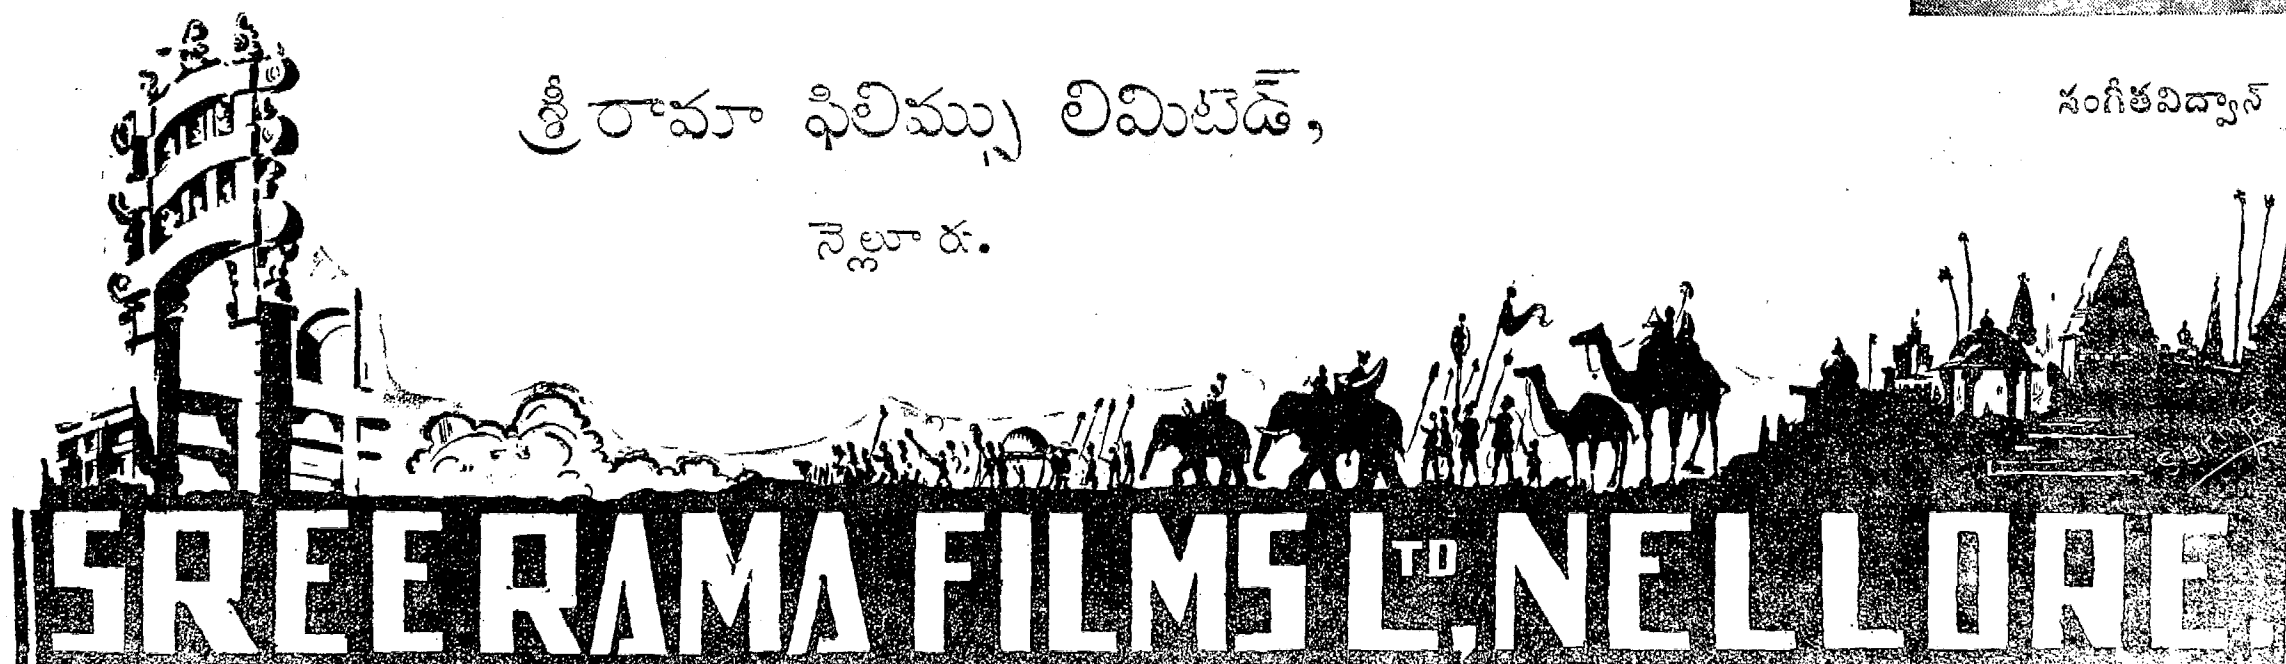 శ్రీరామా ఫిలిమ్సు లిమిటెడ్,
సంగీతవిద్వాన్
నెల్లూరు.
SREE RAMA FILMS LTD, NELLORE.